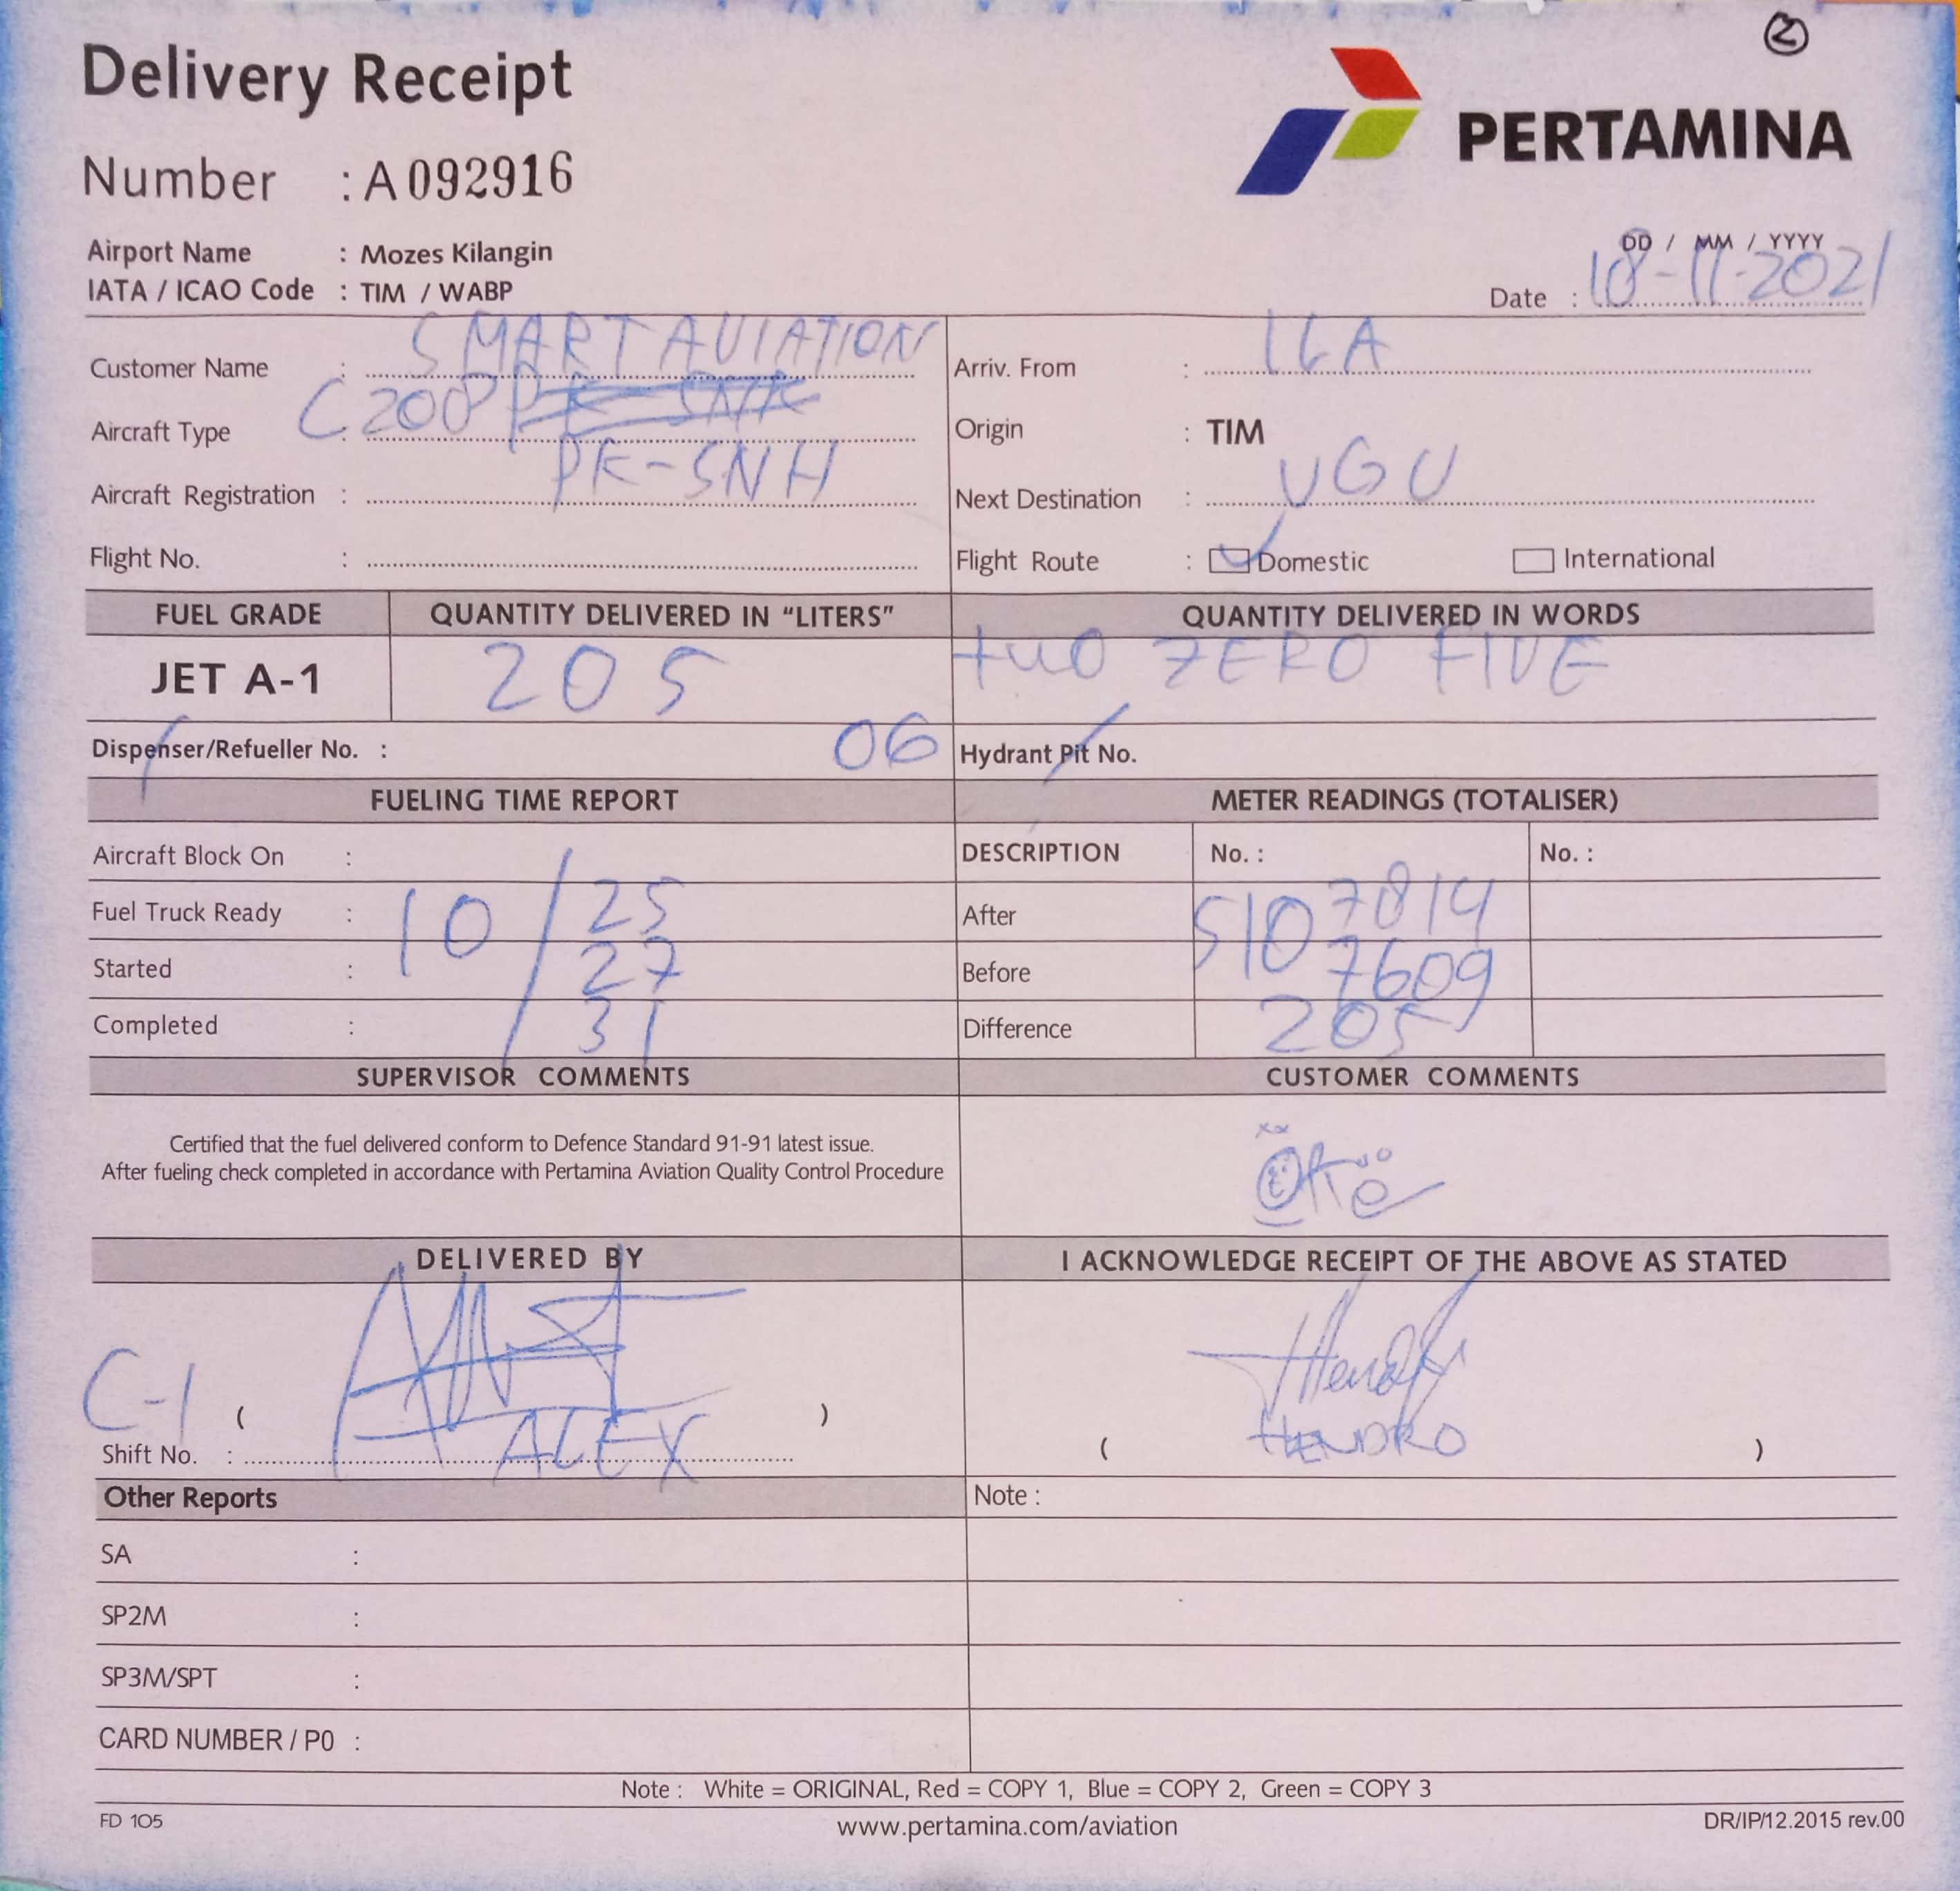 ②
Delivery Receipt
PERTAMINA
Number : A 092916
Airport Name : Mozes Kilangin
IATA / ICAO Code : TIM / WABP
DD / MM / YYYY
Date : 18-11-2021
Customer Name : SMART AVIATION
Arriv. From : ILA
Aircraft Type : C208
Origin : TIM
Aircraft Registration : PK-SNH
Next Destination : UGU
Flight No. :
Flight Route : Domestic International
FUEL GRADE QUANTITY DELIVERED IN “LITERS” QUANTITY DELIVERED IN WORDS
JET A-1 205 two ZERO FIVE
Dispenser/Refueller No. : 06 Hydrant Pit No.
FUELING TIME REPORT METER READINGS (TOTALISER)
Aircraft Block On : DESCRIPTION No. : No. :
Fuel Truck Ready : 10 / 25 After 5107814
Started : 27 Before 7609
Completed : 31 Difference 205
SUPERVISOR COMMENTS CUSTOMER COMMENTS
Certified that the fuel delivered conform to Defence Standard 91-91 latest issue.
After fueling check completed in accordance with Pertamina Aviation Quality Control Procedure
DELIVERED BY I ACKNOWLEDGE RECEIPT OF THE ABOVE AS STATED
C-1 ( )
Shift No. : ALEX
( HENDRO )
Other Reports Note :
SA :
SP2M :
SP3M/SPT :
CARD NUMBER / P0 :
Note : White = ORIGINAL, Red = COPY 1, Blue = COPY 2, Green = COPY 3
FD 105 www.pertamina.com/aviation DR/IP/12.2015 rev.00